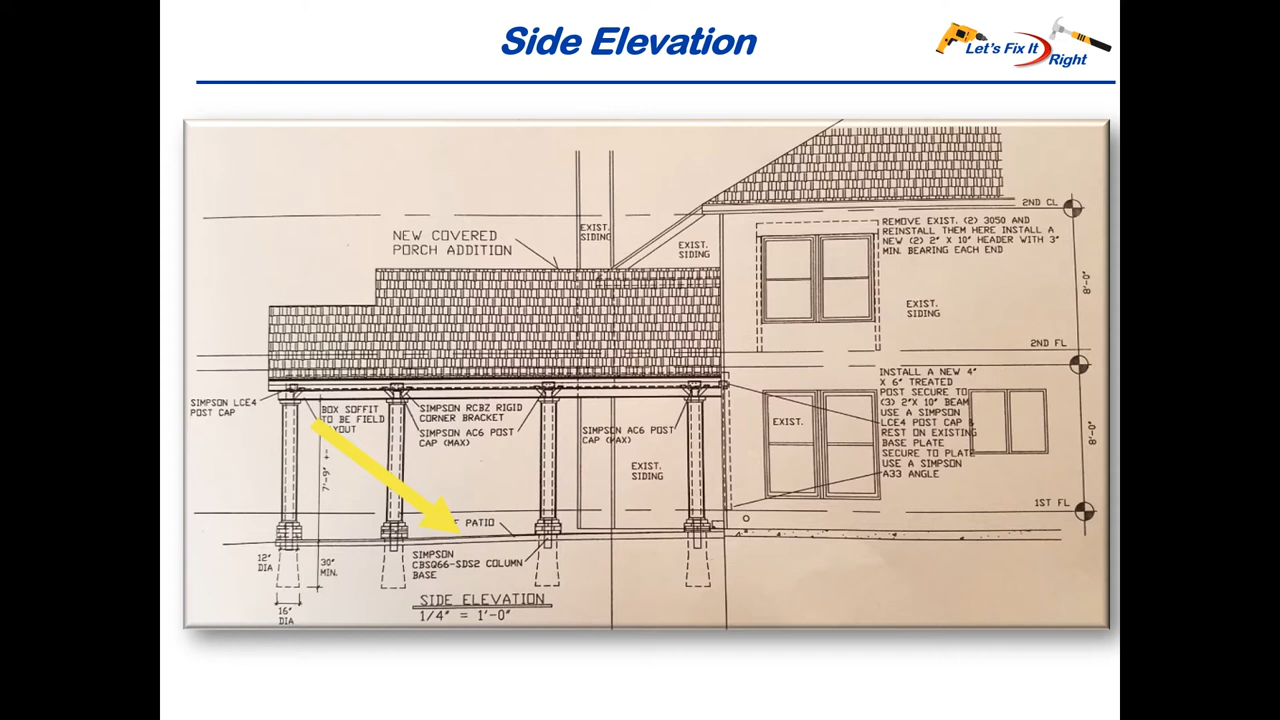 Side Elevation
Let's Fix It
Right
2ND CL
REMOVE EXIST. (2) 3050 AND
REINSTALL THEM HERE INSTALL A
NEW (2) 2" X 10" HEADER WITH 3"
MIN. BEARING EACH END
NEW COVERED
PORCH ADDITION
EXIST.
SIDING
EXIST.
SIDING
8'-0"
EXIST.
SIDING
2ND FL
INSTALL A NEW 4"
X 6" TREATED
POST SECURE TO
(3) 2"X 10" BEAM
USE A SIMPSON
LCE4 POST CAP &
REST ON EXISTING
BASE PLATE
SECURE TO PLATE
USE A SIMPSON
A33 ANGLE
SIMPSON LCE4
POST CAP
BOX SOFFIT
TO BE FIELD
YOUT
SIMPSON RCBZ RIGID
CORNER BRACKET
SIMPSON AC6 POST
CAP (MAX)
SIMPSON AC6 POST
CAP (MAX)
EXIST.
8'-0"
EXIST.
SIDING
7'-9" +-
1ST FL
PATIO
SIMPSON
CBSQ66-SDS2 COLUMN
BASE
12"
DIA
30"
MIN.
16"
DIA
SIDE ELEVATION
1/4" = 1'-0"